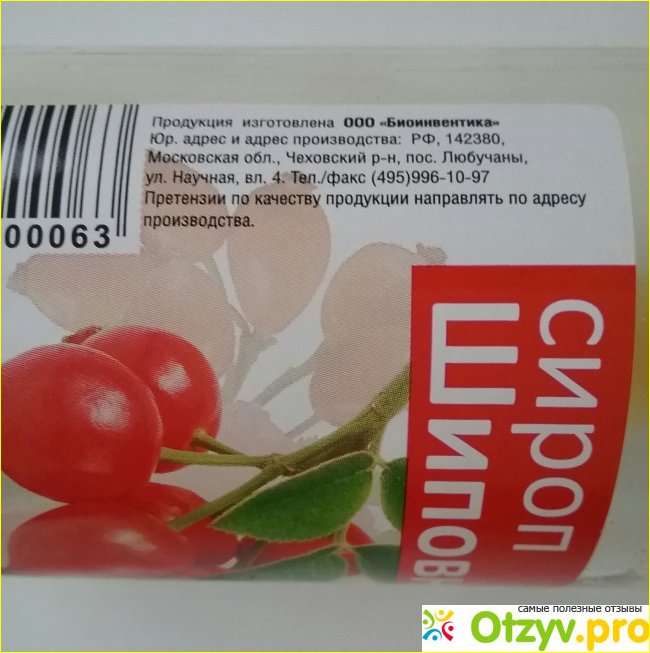 Продукция изготовлена ООО «Биоинвентика»
Юр. адрес и адрес производства: РФ, 142380,
Московская обл., Чеховский р-н, пос. Любучаны,
ул. Научная, вл. 4. Тел./факс (495)996-10-97
Претензии по качеству продукции направлять по адресу
производства.
00063
сироп
Шипов
самые полезные отзывы
Otzyv.pro